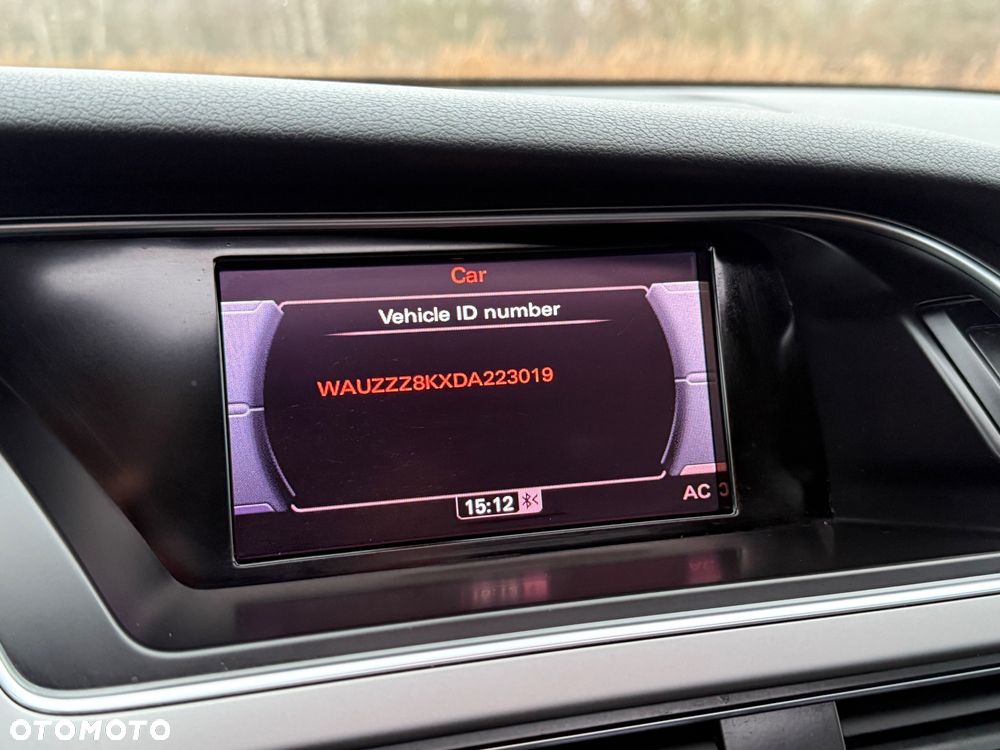 Car
Vehicle ID number
WAUZZZ8KXDA223019
15:12
AC
OTOMOTO